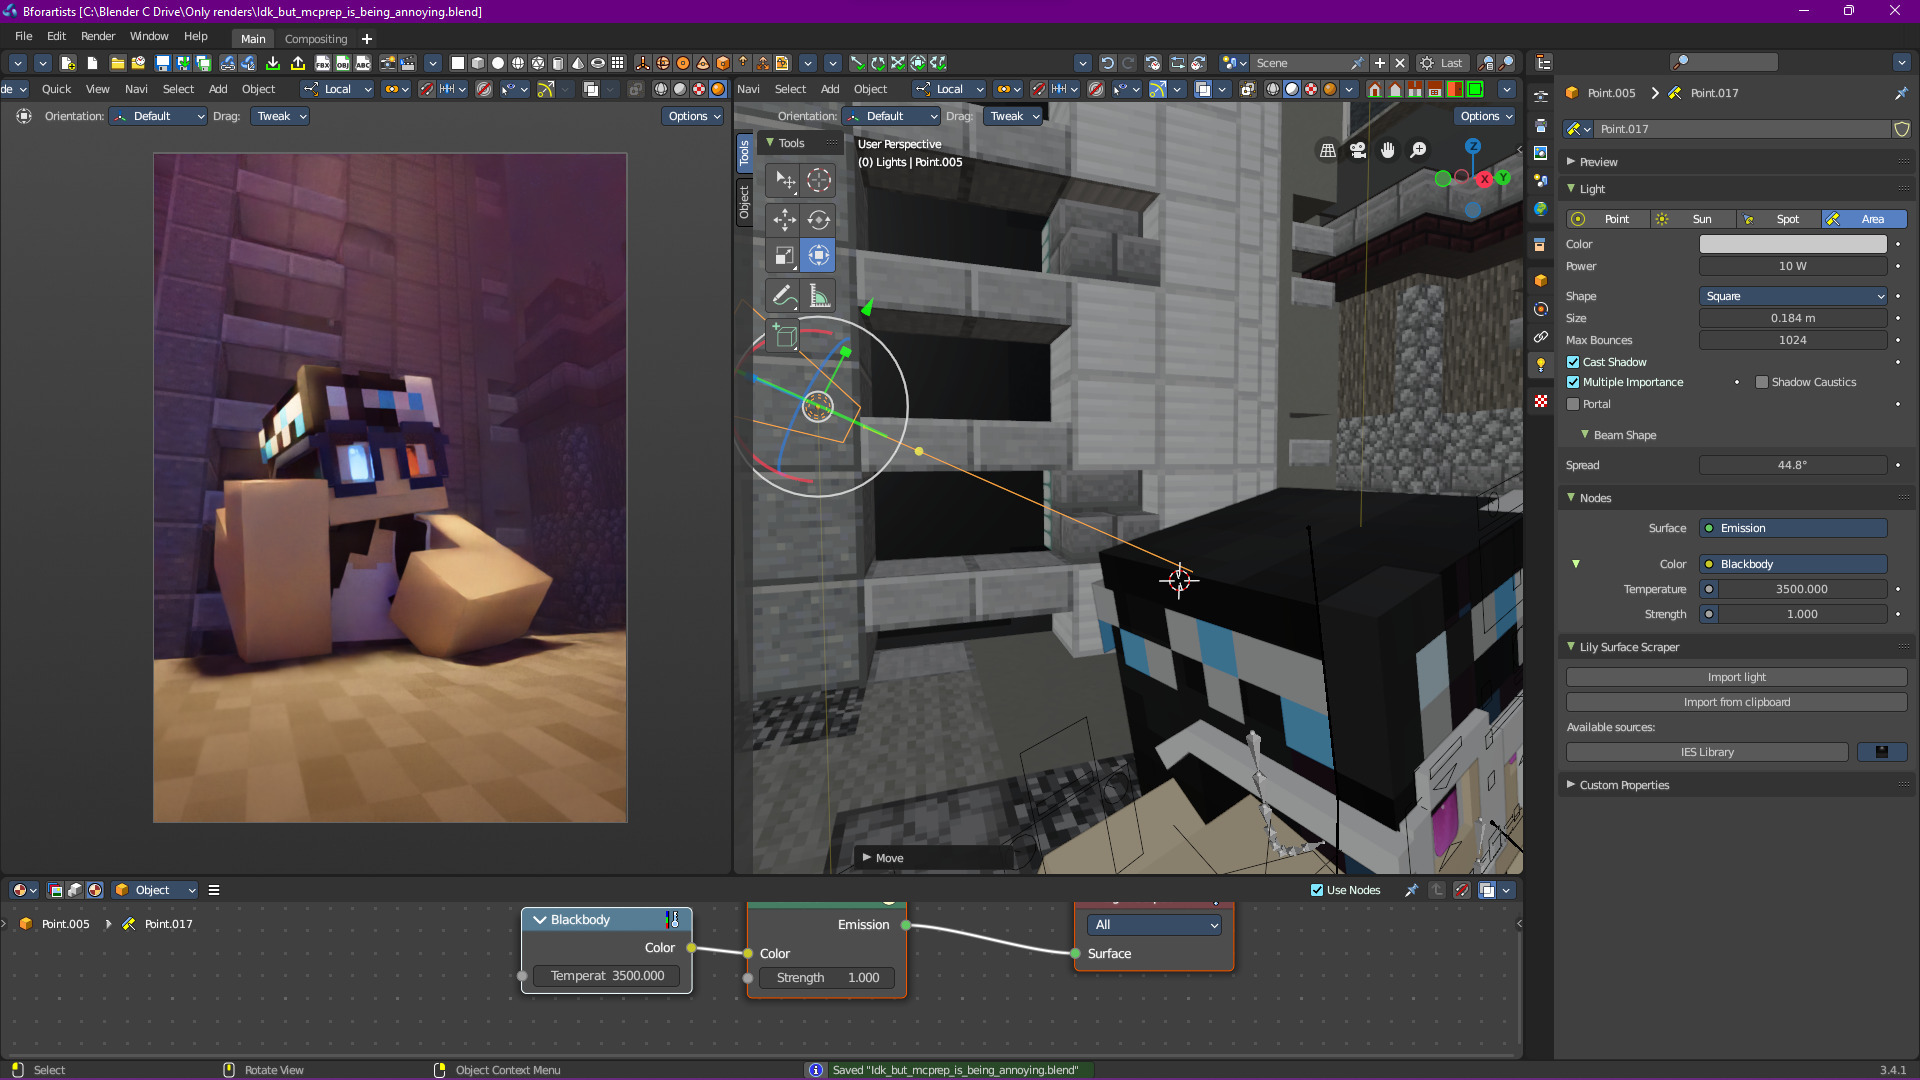 Bforartists [C:\Blender C Drive\Only renders\Idk_but_mcprep_is_being_annoying.blend]
File Edit Render Window Help Main Compositing +
FBX OBJ ABC Scene Last
de Quick View Navi Select Add Object Local
Navi Select Add Object Local
Orientation: Default Drag: Tweak Options
Orientation: Default Drag: Tweak Options
Tools
Object
Tools
User Perspective
(0) Lights | Point.005
Z
X Y
Move
Point.005 Point.017
Point.017
Preview
Light
Point Sun Spot Area
Color
Power 10 W
Shape Square
Size 0.184 m
Max Bounces 1024
Cast Shadow
Multiple Importance Shadow Caustics
Portal
Beam Shape
Spread 44.8°
Nodes
Surface Emission
Color Blackbody
Temperature 3500.000
Strength 1.000
Lily Surface Scraper
Import light
Import from clipboard
Available sources:
IES Library
Custom Properties
Object Use Nodes
Point.005 Point.017
Blackbody
Color
Temperat 3500.000
Emission
Color
Strength 1.000
All
Surface
Select Rotate View Object Context Menu Saved "Idk_but_mcprep_is_being_annoying.blend" 3.4.1